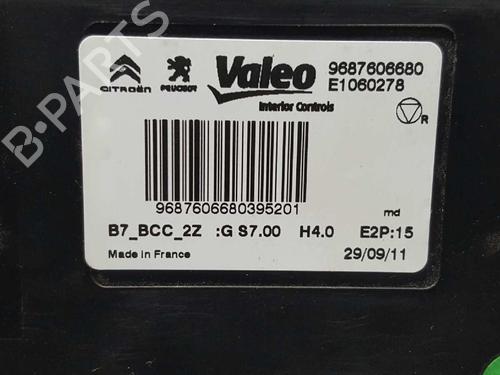 B-PARTS
CITROËN PEUGEOT Valeo 9687606680
E1060278
Interior Controls
R
9687606680395201
md
B7_BCC_2Z :G S7.00 H4.0 E2P:15
Made in France 29/09/11